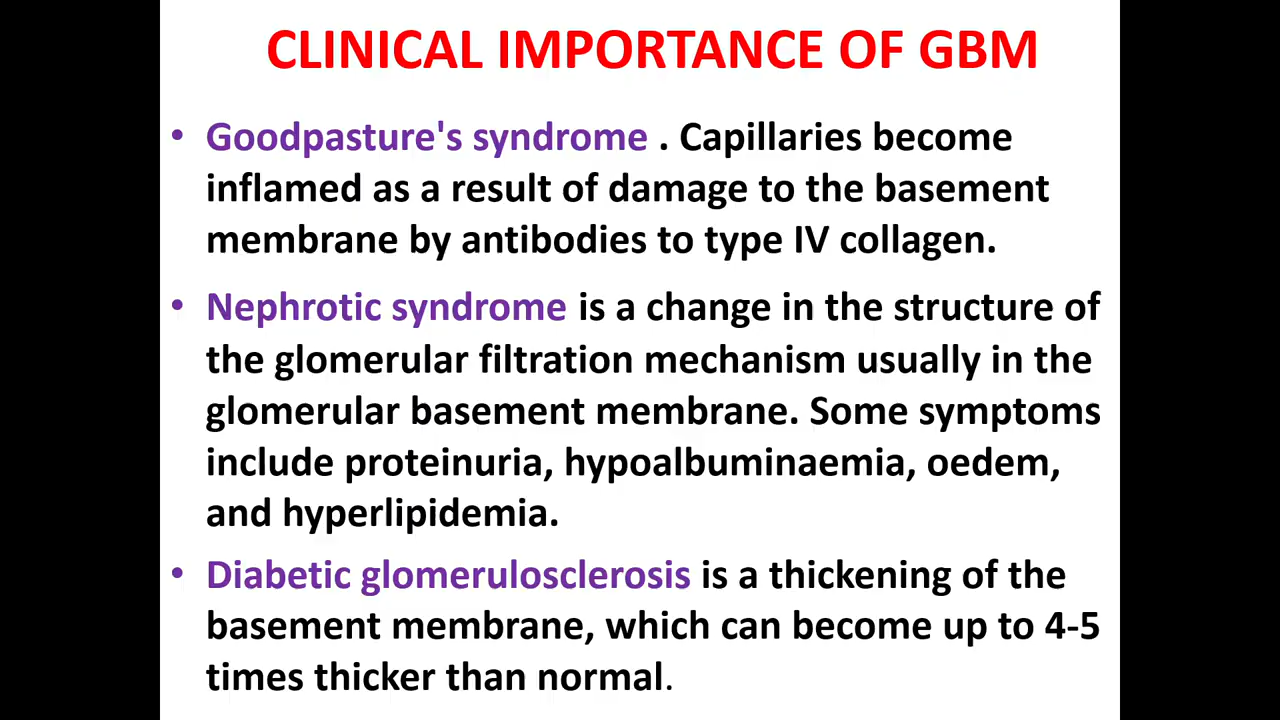 CLINICAL IMPORTANCE OF GBM
• Goodpasture's syndrome . Capillaries become
inflamed as a result of damage to the basement
membrane by antibodies to type IV collagen.
• Nephrotic syndrome is a change in the structure of
the glomerular filtration mechanism usually in the
glomerular basement membrane. Some symptoms
include proteinuria, hypoalbuminaemia, oedem,
and hyperlipidemia.
• Diabetic glomerulosclerosis is a thickening of the
basement membrane, which can become up to 4-5
times thicker than normal.